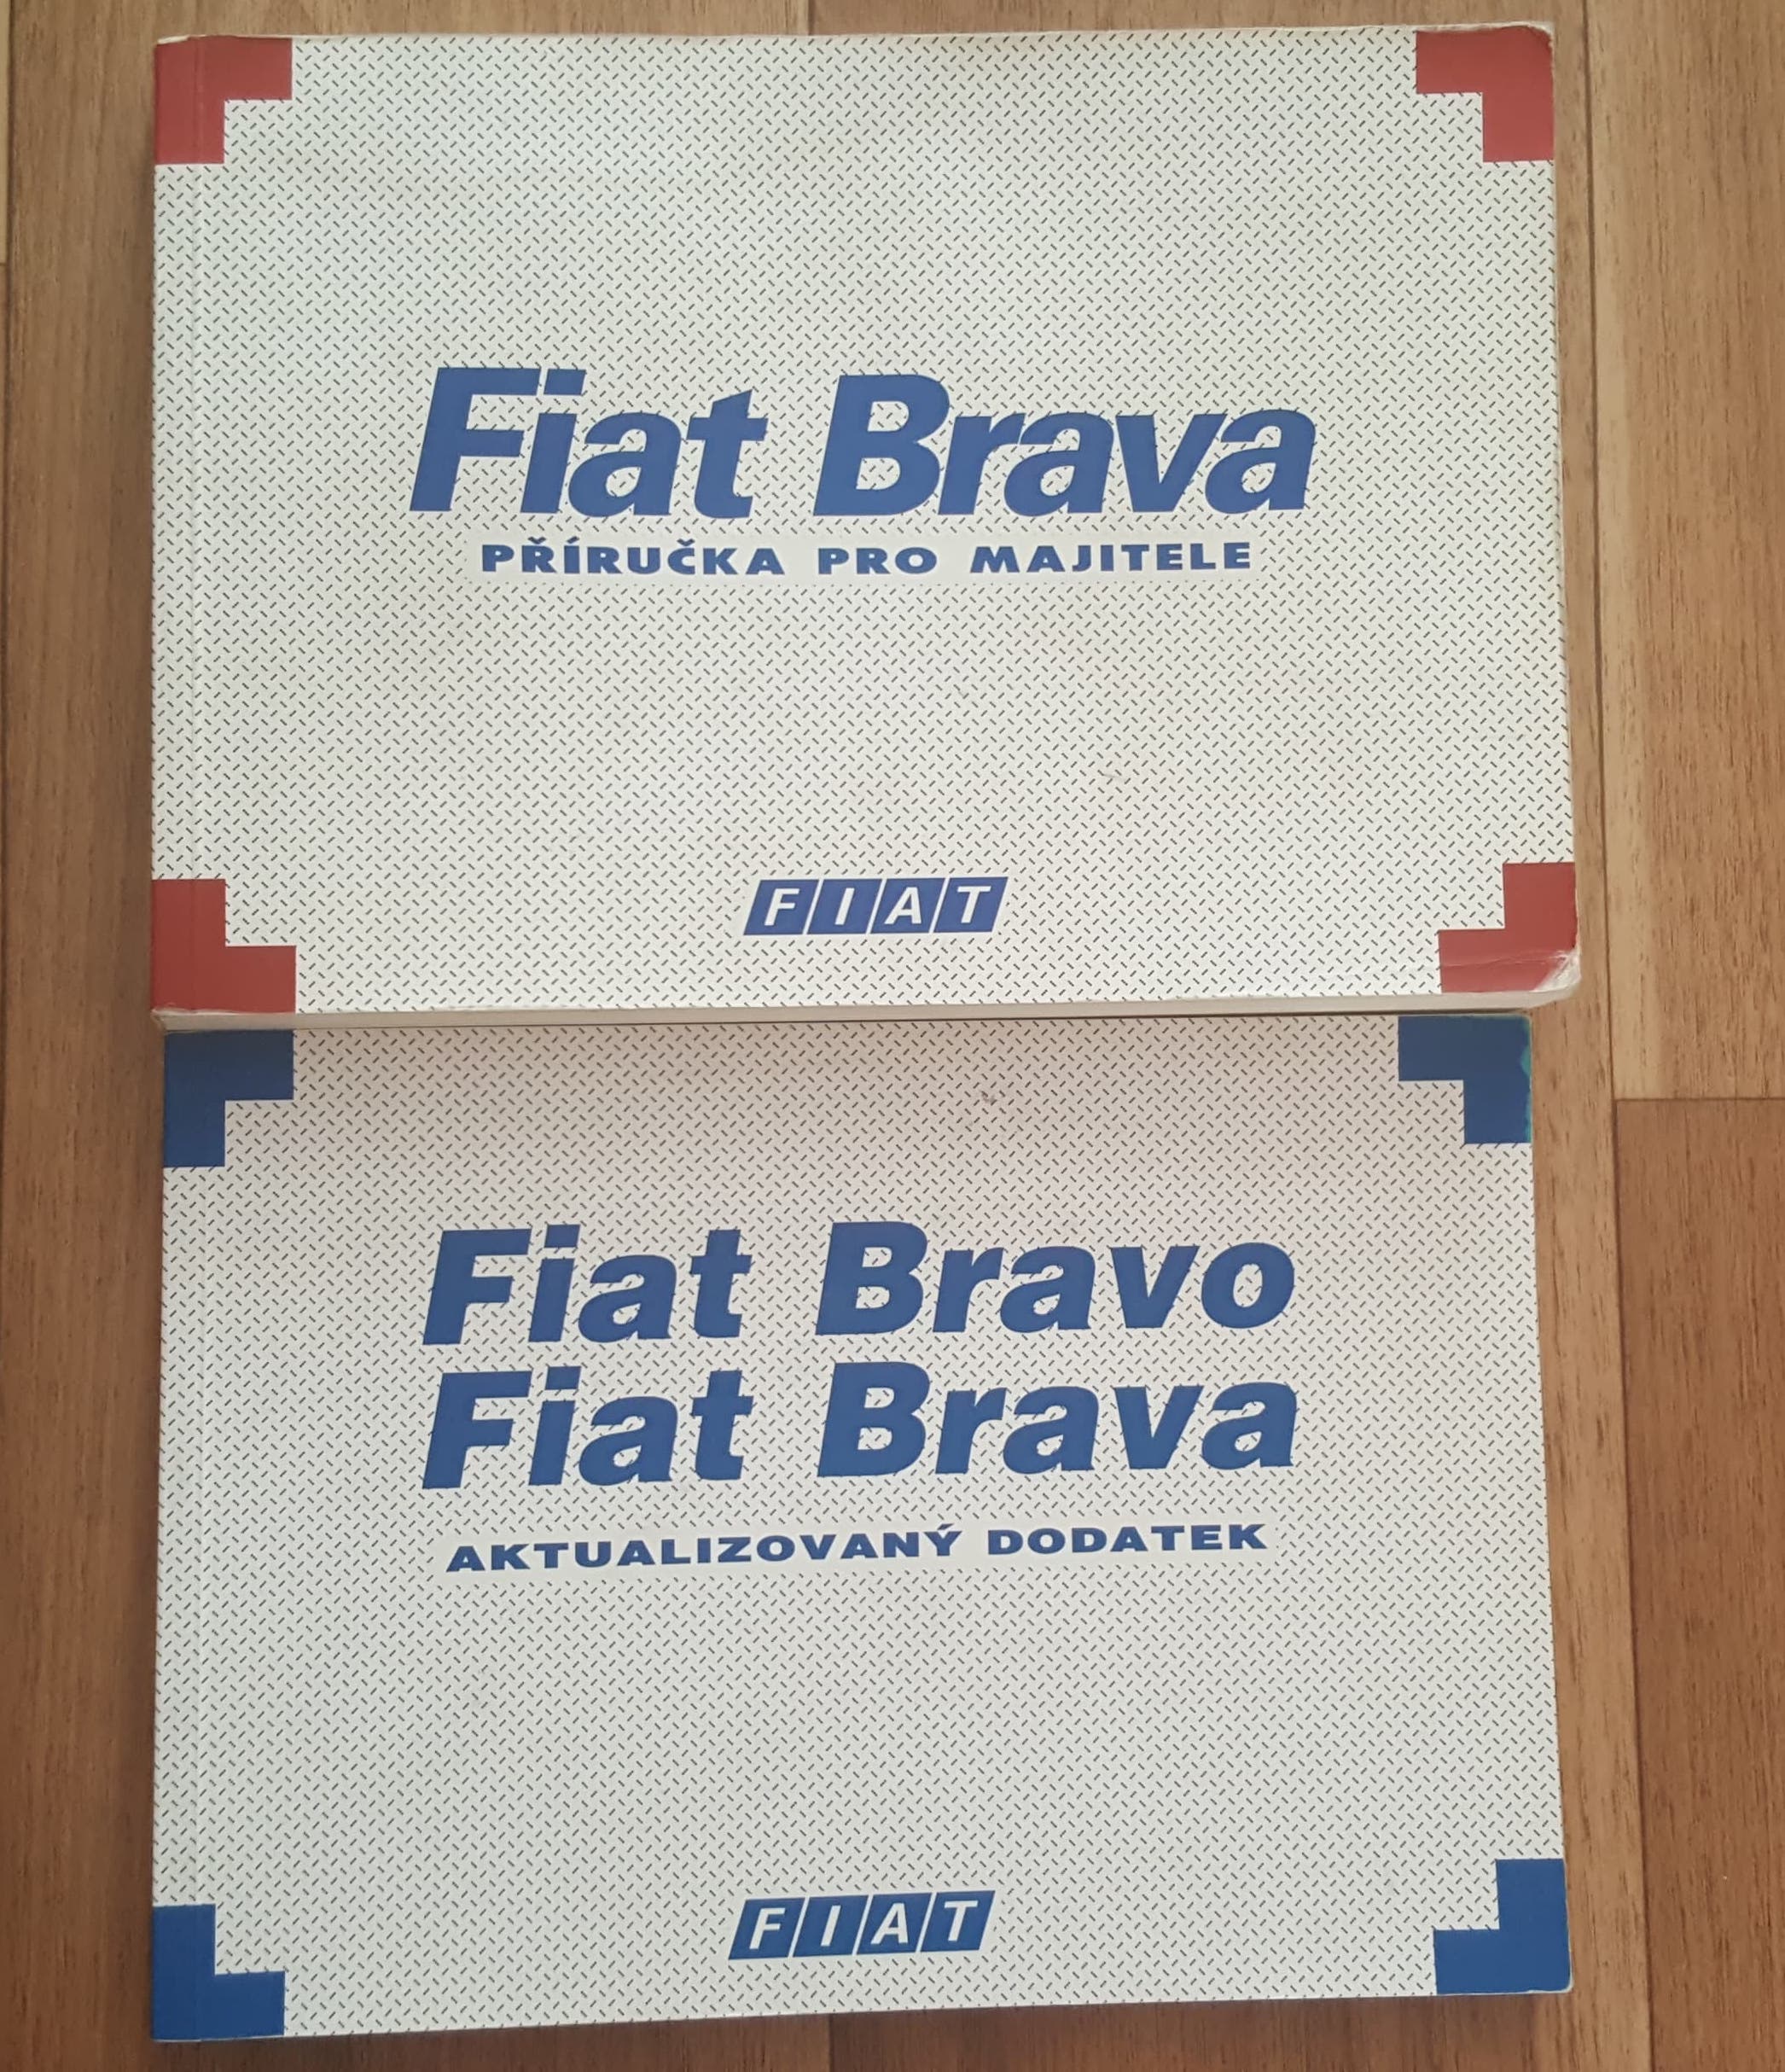 Fiat Brava
PŘÍRUČKA PRO MAJITELE
FIAT
Fiat Bravo
Fiat Brava
AKTUALIZOVANÝ DODATEK
FIAT